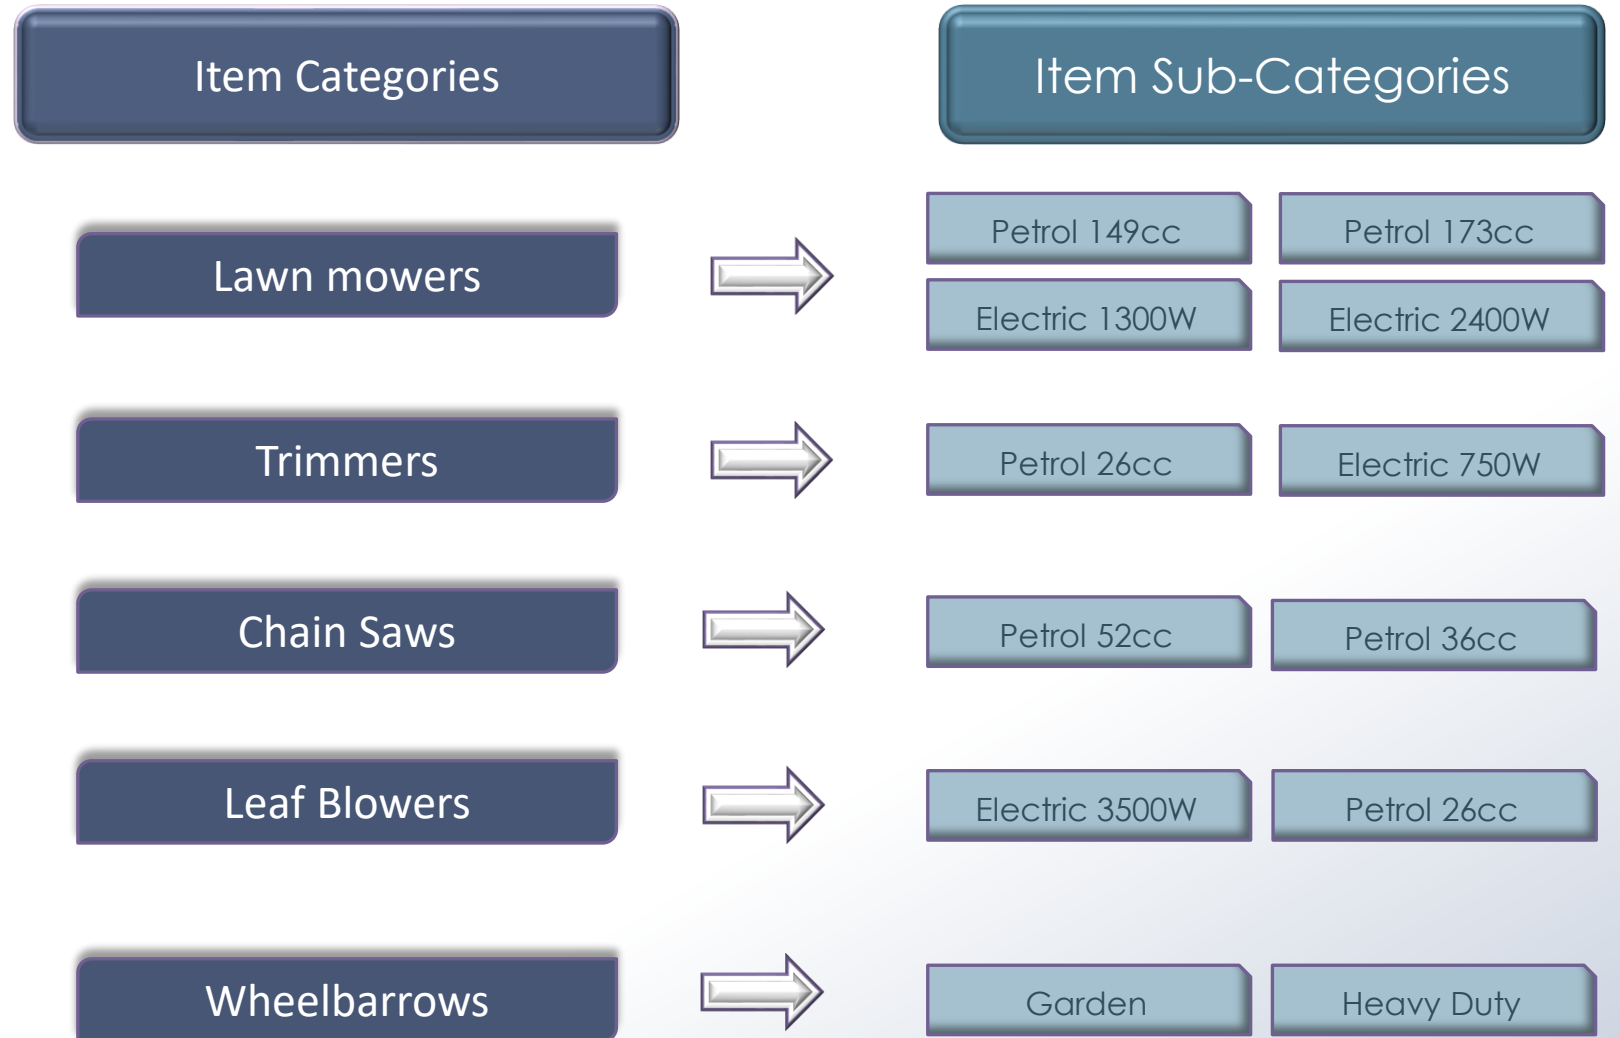 Item Categories
Item Sub-Categories
Lawn mowers
Petrol 149cc
Petrol 173cc
Electric 1300W
Electric 2400W
Trimmers
Petrol 26cc
Electric 750W
Chain Saws
Petrol 52cc
Petrol 36cc
Leaf Blowers
Electric 3500W
Petrol 26cc
Wheelbarrows
Garden
Heavy Duty